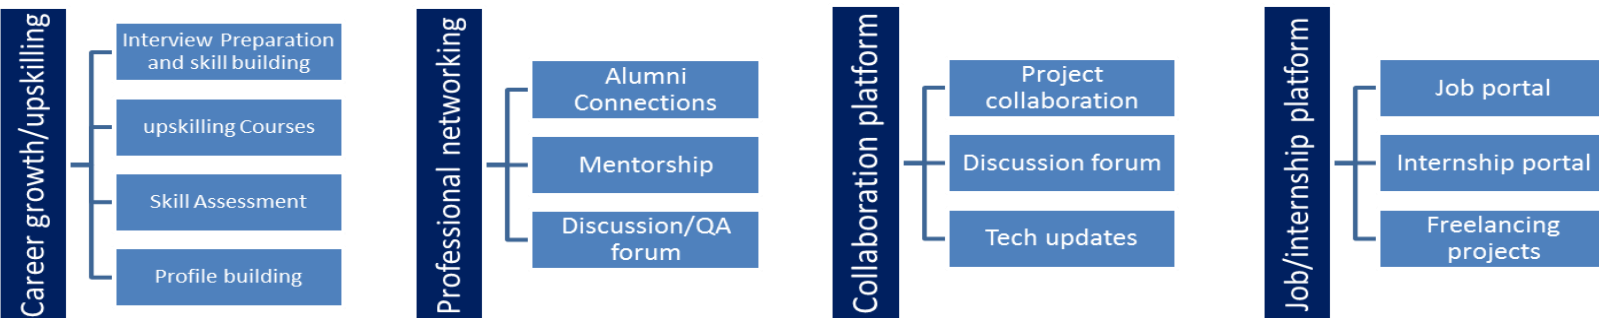 Career growth/upskilling
Interview Preparation
and skill building
upskilling Courses
Skill Assessment
Profile building
Professional networking
Alumni
Connections
Mentorship
Discussion/QA
forum
Collaboration platform
Project
collaboration
Discussion forum
Tech updates
Job/internship platform
Job portal
Internship portal
Freelancing
projects